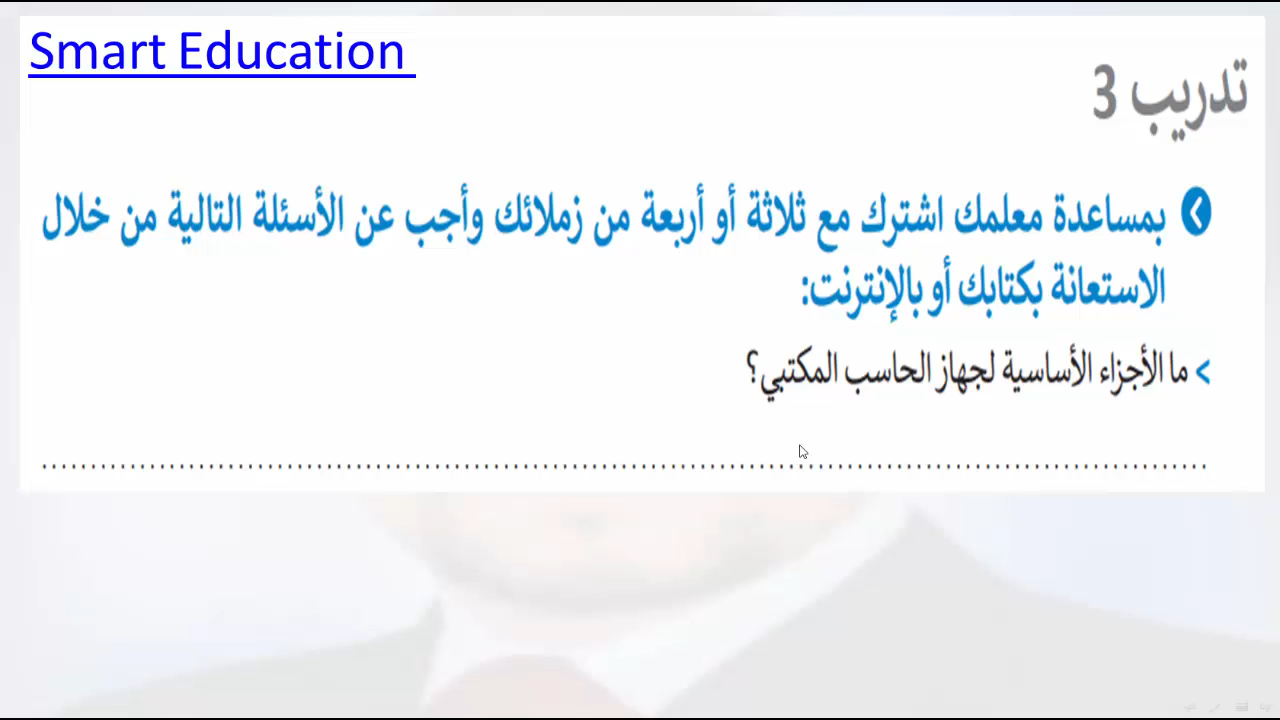 Smart Education
تدريب 3
بمساعدة معلمك اشترك مع ثلاثة أو أربعة من زملائك وأجب عن الأسئلة التالية من خلال
الاستعانة بكتابك أو بالإنترنت:
ما الأجزاء الأساسية لجهاز الحاسب المكتبي؟